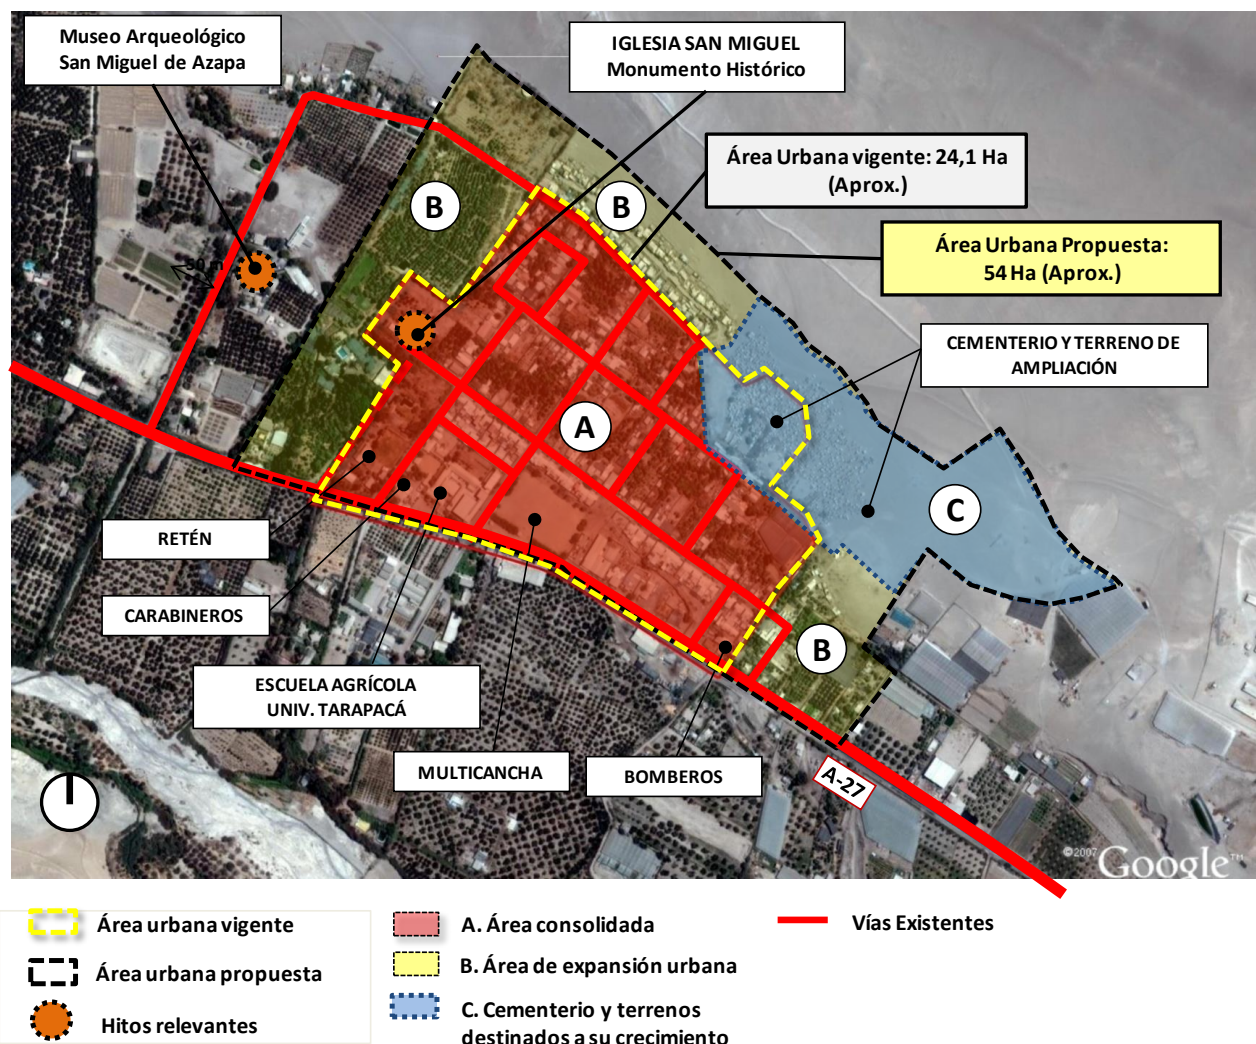 Museo Arqueológico
San Miguel de Azapa
IGLESIA SAN MIGUEL
Monumento Histórico
Área Urbana vigente: 24,1 Ha
(Aprox.)
Área Urbana Propuesta:
54 Ha (Aprox.)
CEMENTERIO Y TERRENO DE
AMPLIACIÓN
B
B
A
C
B
50
RETÉN
CARABINEROS
ESCUELA AGRÍCOLA
UNIV. TARAPACÁ
MULTICANCHA
BOMBEROS
A-27
©2007 Google™
Área urbana vigente
Área urbana propuesta
Hitos relevantes
A. Área consolidada
B. Área de expansión urbana
C. Cementerio y terrenos
destinados a su crecimiento
Vías Existentes